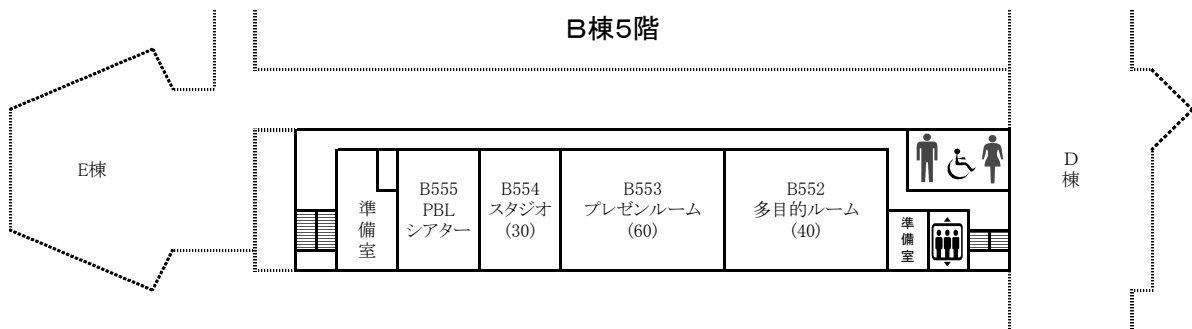 B棟5階
E棟
準
備
室
B555
PBL
シアター
B554
スタジオ
(30)
B553
プレゼンルーム
(60)
B552
多目的ルーム
(40)
準
備
室
D
棟